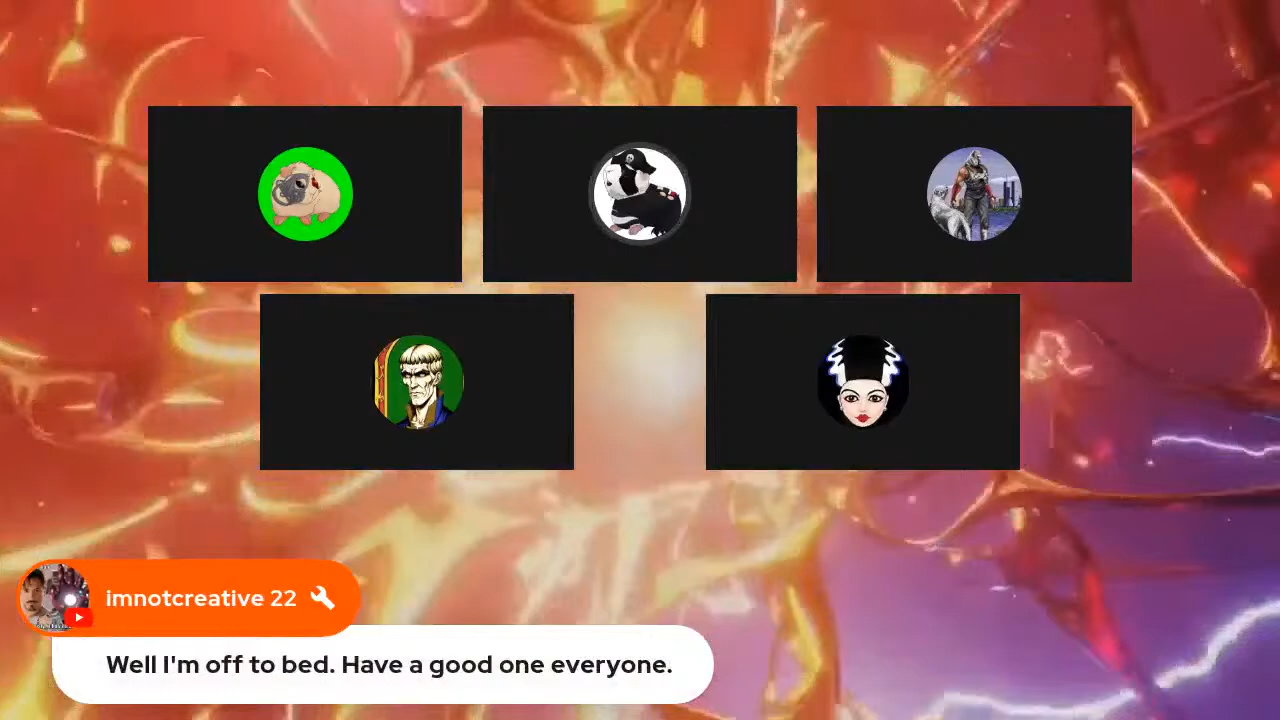 imnotcreative 22
Well I'm off to bed. Have a good one everyone.